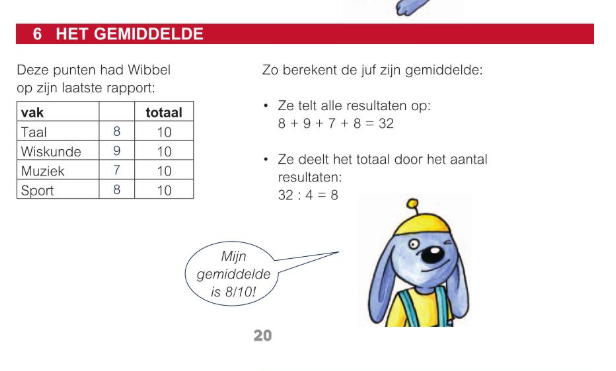 6 HET GEMIDDELDE
Deze punten had Wibbel
op zijn laatste rapport:
vak totaal
Taal 8 10
Wiskunde 9 10
Muziek 7 10
Sport 8 10
Zo berekent de juf zijn gemiddelde:
• Ze telt alle resultaten op:
8 + 9 + 7 + 8 = 32
• Ze deelt het totaal door het aantal
resultaten:
32 : 4 = 8
Mijn
gemiddelde
is 8/10!
20